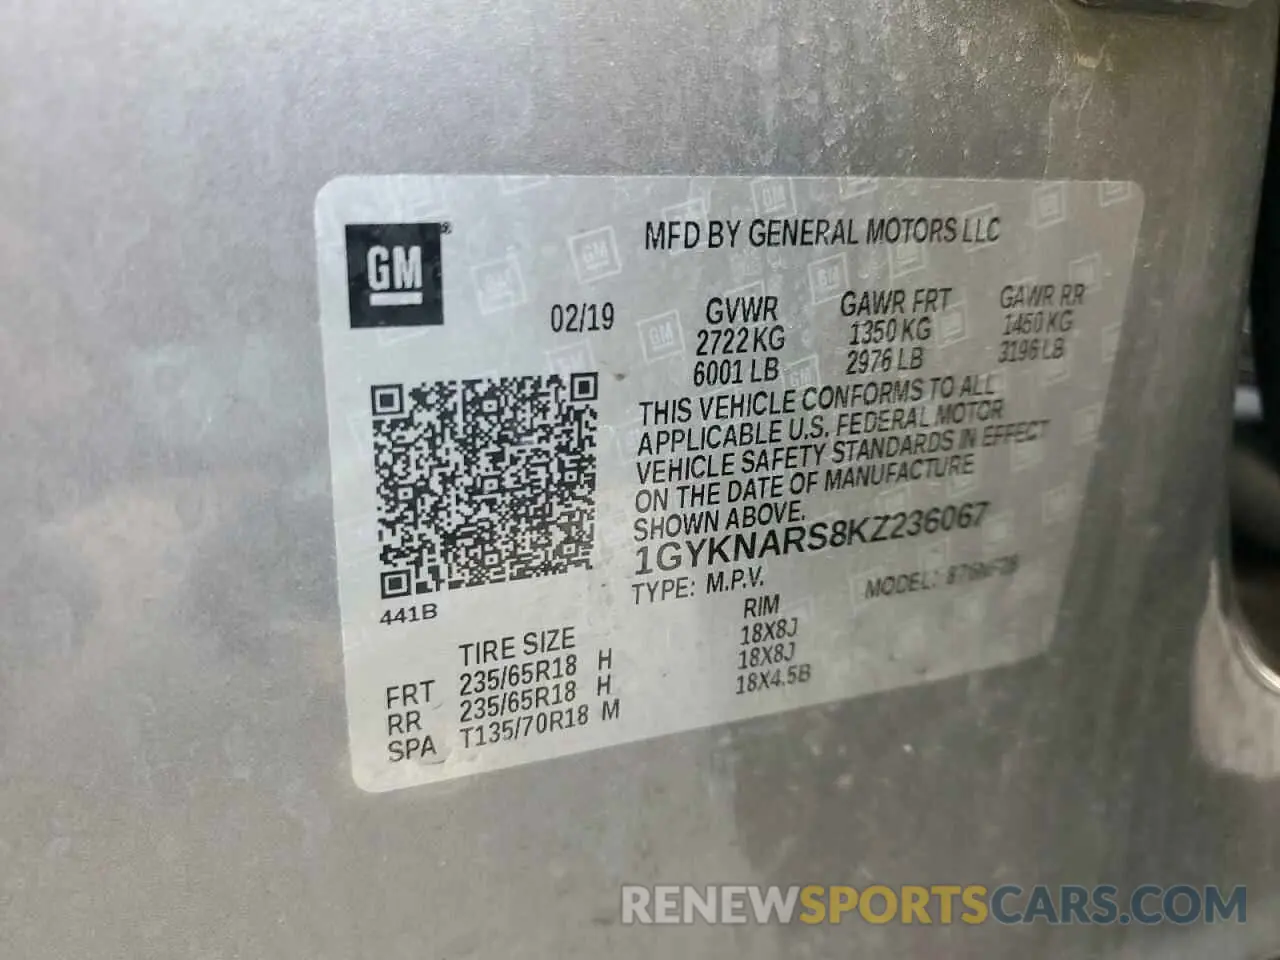 GM
MFD BY GENERAL MOTORS LLC
02/19
GVWR GAWR FRT GAWR RR
2722 KG 1350 KG 1450 KG
6001 LB 2976 LB 3196 LB
THIS VEHICLE CONFORMS TO ALL
APPLICABLE U.S. FEDERAL MOTOR
VEHICLE SAFETY STANDARDS IN EFFECT
ON THE DATE OF MANUFACTURE
SHOWN ABOVE.
1GYKNARS8KZ236067
TYPE: M.P.V. MODEL:
441B
TIRE SIZE RIM
FRT 235/65R18 H 18X8J
RR 235/65R18 H 18X8J
SPA T135/70R18 M 18X4.5B
RENEWSPORTSCARS.COM